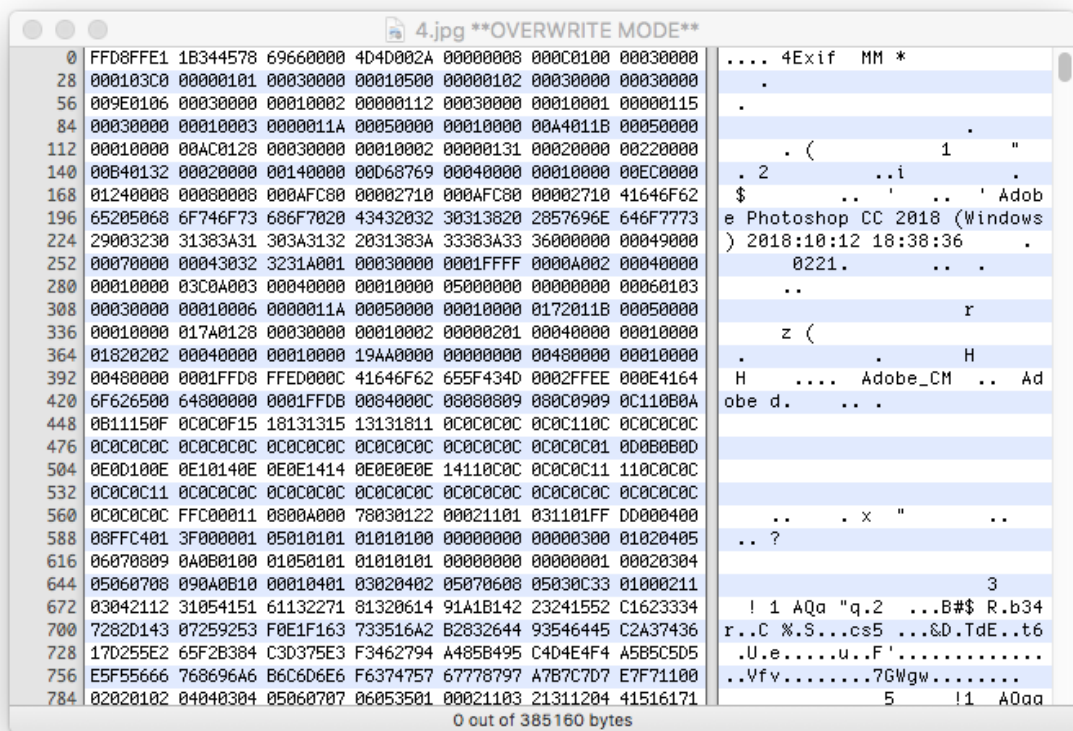 4.jpg **OVERWRITE MODE**
0 FFD8FFE1 1B344578 69660000 4D4D002A 00000008 000C0100 00030000 .... 4Exif MM *
28 000103C0 00000101 00030000 00010500 00000102 00030000 00030000 .
56 009E0106 00030000 00010002 00000112 00030000 00010001 00000115 .
84 00030000 00010003 0000011A 00050000 00010000 00A4011B 00050000 .
112 00010000 00AC0128 00030000 00010002 00000131 00020000 00220000 . ( 1 "
140 00B40132 00020000 00140000 00D68769 00040000 00010000 00EC0000 . 2 ..i .
168 01240008 00080008 000AFC80 00002710 000AFC80 00002710 41646F62 $ .. ' .. ' Adob
196 65205068 6F746F73 686F7020 43432032 30313820 2857696E 646F7773 e Photoshop CC 2018 (Windows
224 29003230 31383A31 303A3132 2031383A 33383A33 36000000 00049000 ) 2018:10:12 18:38:36 .
252 00070000 00043032 3231A001 00030000 0001FFFF 0000A002 00040000 0221. .. .
280 00010000 03C0A003 00040000 00010000 05000000 00000000 00060103 ..
308 00030000 00010006 0000011A 00050000 00010000 0172011B 00050000 r
336 00010000 017A0128 00030000 00010002 00000201 00040000 00010000 z (
364 01820202 00040000 00010000 19AA0000 00000000 00480000 00010000 . . H
392 00480000 0001FFD8 FFED000C 41646F62 655F434D 0002FFEE 000E4164 H .... Adobe_CM .. Ad
420 6F626500 64800000 0001FFDB 0084000C 08080809 080C0909 0C110B0A obe d. .. .
448 0B11150F 0C0C0F15 18131315 13131811 0C0C0C0C 0C0C110C 0C0C0C0C
476 0C0C0C0C 0C0C0C0C 0C0C0C0C 0C0C0C0C 0C0C0C0C 0C0C0C01 0D0B0B0D
504 0E0D100E 0E10140E 0E0E1414 0E0E0E0E 14110C0C 0C0C0C11 110C0C0C
532 0C0C0C11 0C0C0C0C 0C0C0C0C 0C0C0C0C 0C0C0C0C 0C0C0C0C 0C0C0C0C
560 0C0C0C0C FFC00011 0800A000 78030122 00021101 031101FF DD000400 .. . x " ..
588 08FFC401 3F000001 05010101 01010100 00000000 00000300 01020405 .. ?
616 06070809 0A0B0100 01050101 01010101 00000000 00000001 00020304
644 05060708 090A0B10 00010401 03020402 05070608 05030C33 01000211 3
672 03042112 31054151 61132271 81320614 91A1B142 23241552 C1623334 ! 1 AQa "q.2 ...B#$ R.b34
700 7282D143 07259253 F0E1F163 733516A2 B2832644 93546445 C2A37436 r..C %.S...cs5 ...&D.TdE..t6
728 17D255E2 65F2B384 C3D375E3 F3462794 A485B495 C4D4E4F4 A5B5C5D5 .U.e.....u..F'.............
756 E5F55666 768696A6 B6C6D6E6 F6374757 67778797 A7B7C7D7 E7F71100 ..Vfv........7GWgw........
784 02020102 04040304 05060707 06053501 00021103 21311204 41516171 5 !1 AQaq
0 out of 385160 bytes